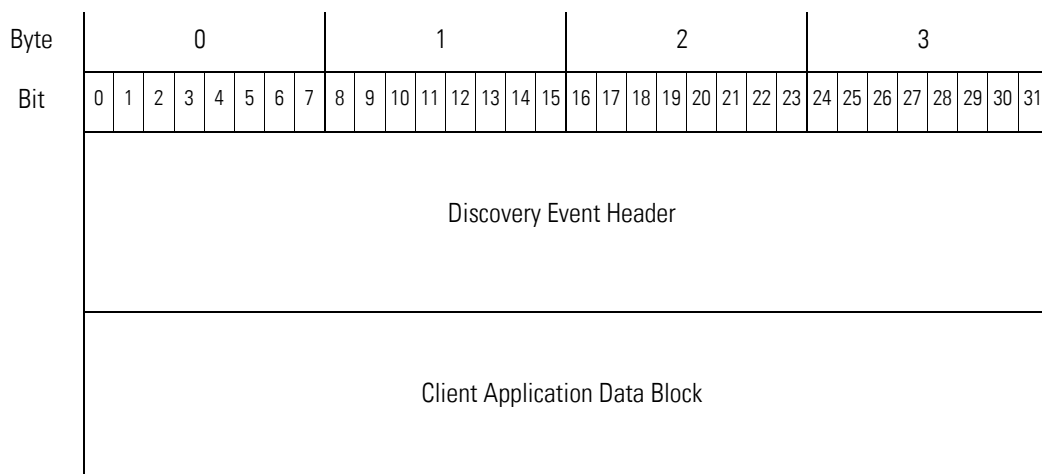 Byte 0 1 2 3
Bit 0 1 2 3 4 5 6 7 8 9 10 11 12 13 14 15 16 17 18 19 20 21 22 23 24 25 26 27 28 29 30 31
Discovery Event Header
Client Application Data Block